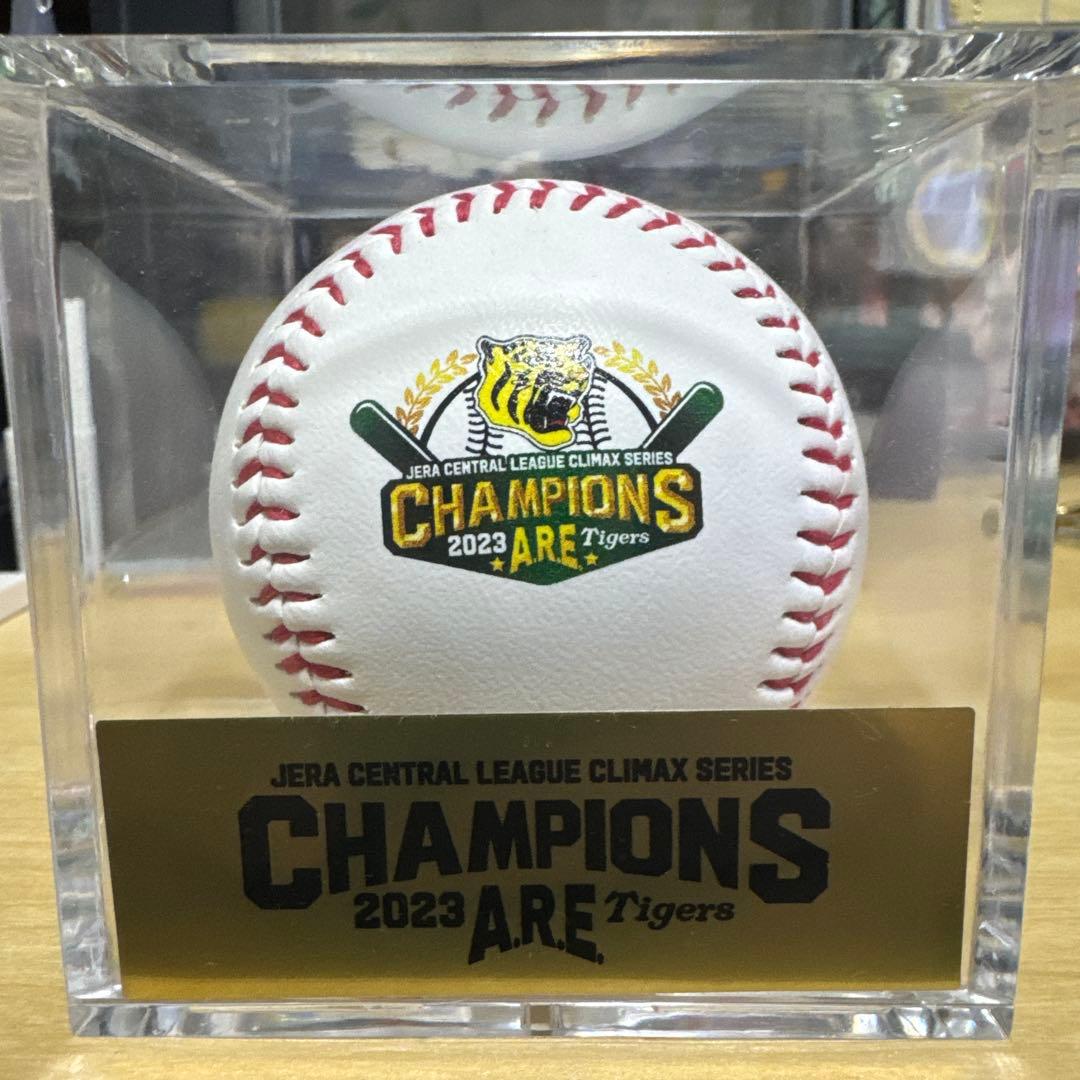 JERA CENTRAL LEAGUE CLIMAX SERIES
CHAMPIONS
2023 A.R.E. Tigers
JERA CENTRAL LEAGUE CLIMAX SERIES
CHAMPIONS
2023 A.R.E. Tigers